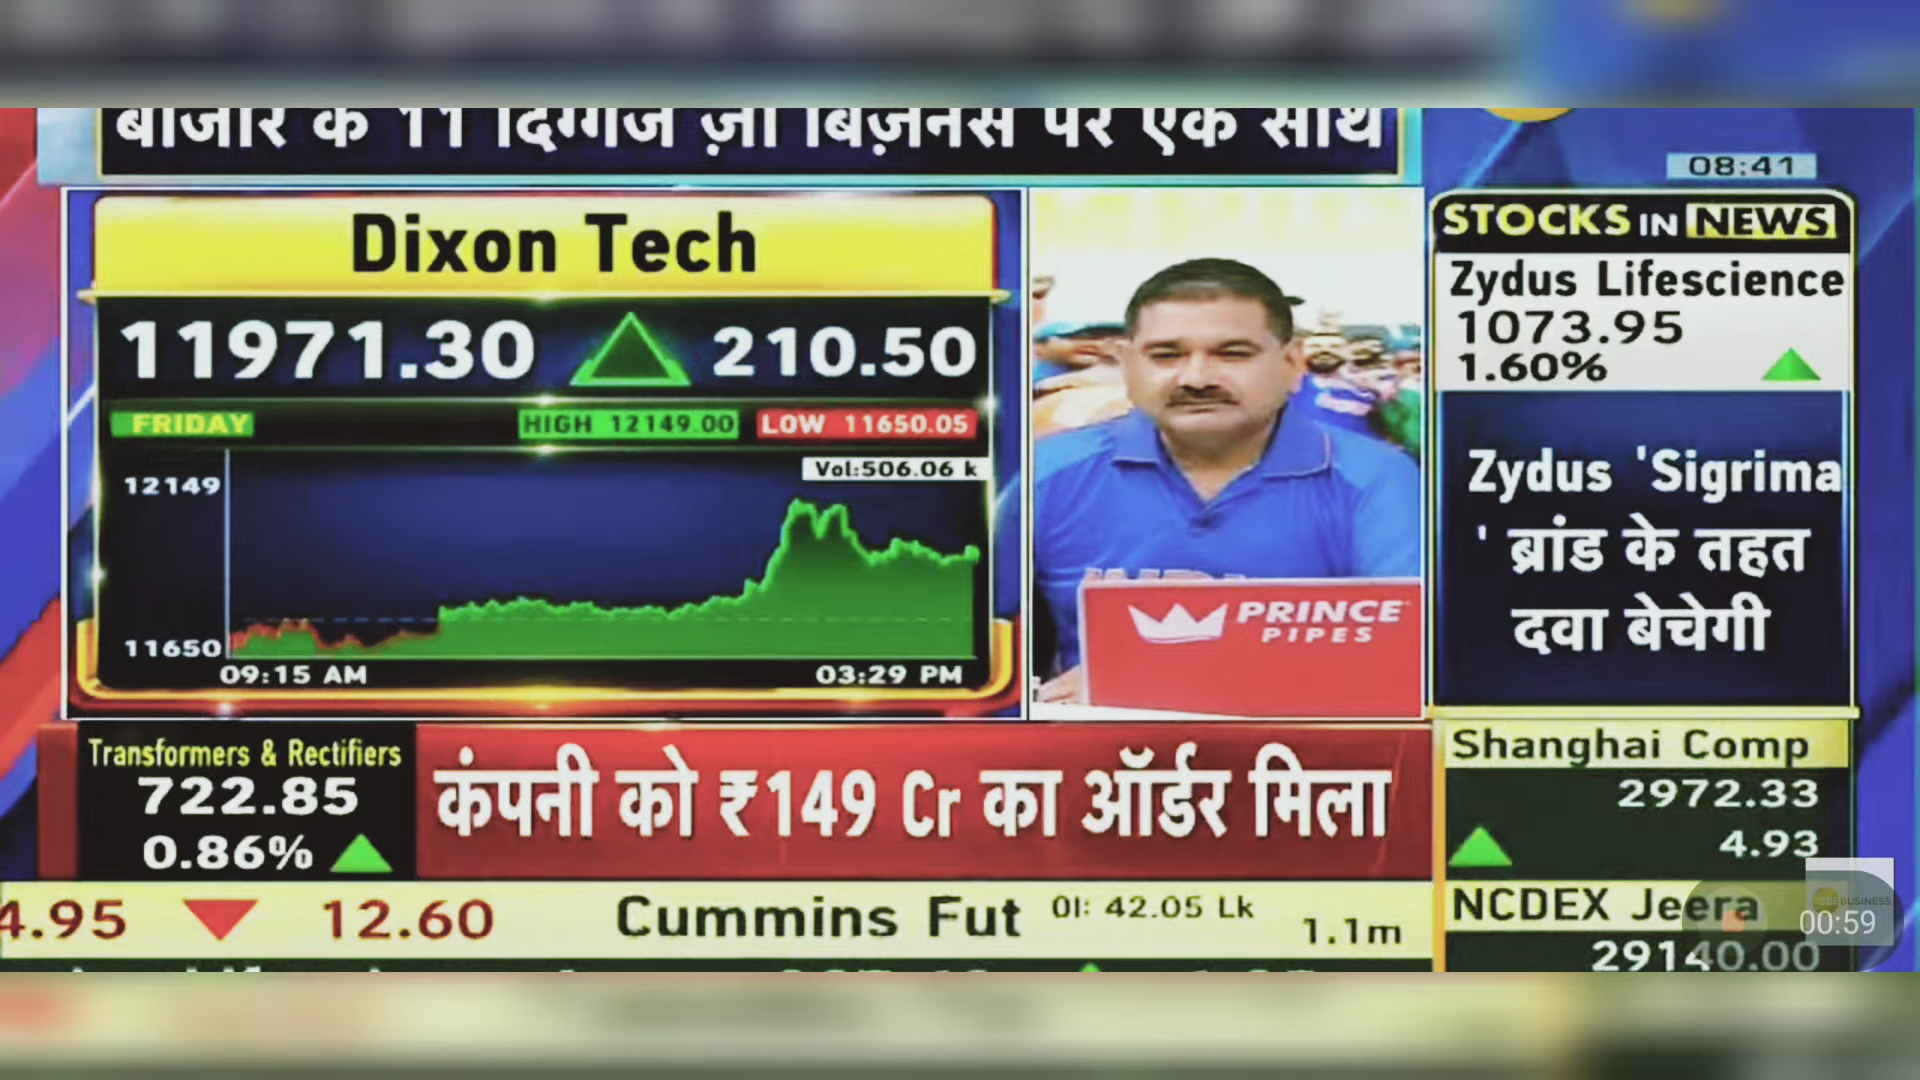 बाजार के 11 दिग्गज ज़ी बिज़नेस पर एक साथ
08:41
Dixon Tech
11971.30 210.50
FRIDAY HIGH 12149.00 LOW 11650.05
Vol:506.06 k
12149
11650
09:15 AM 03:29 PM
PRINCE
PIPES
STOCKS IN NEWS
Zydus Lifescience
1073.95
1.60%
Zydus 'Sigrima
' ब्रांड के तहत
दवा बेचेगी
Transformers & Rectifiers
722.85
0.86%
कंपनी को ₹149 Cr का ऑर्डर मिला
Shanghai Comp
2972.33
4.93
4.95 12.60 Cummins Fut OI: 42.05 Lk 1.1m
NCDEX Jeera
ZEEBUSINESS
00:59
29140.00